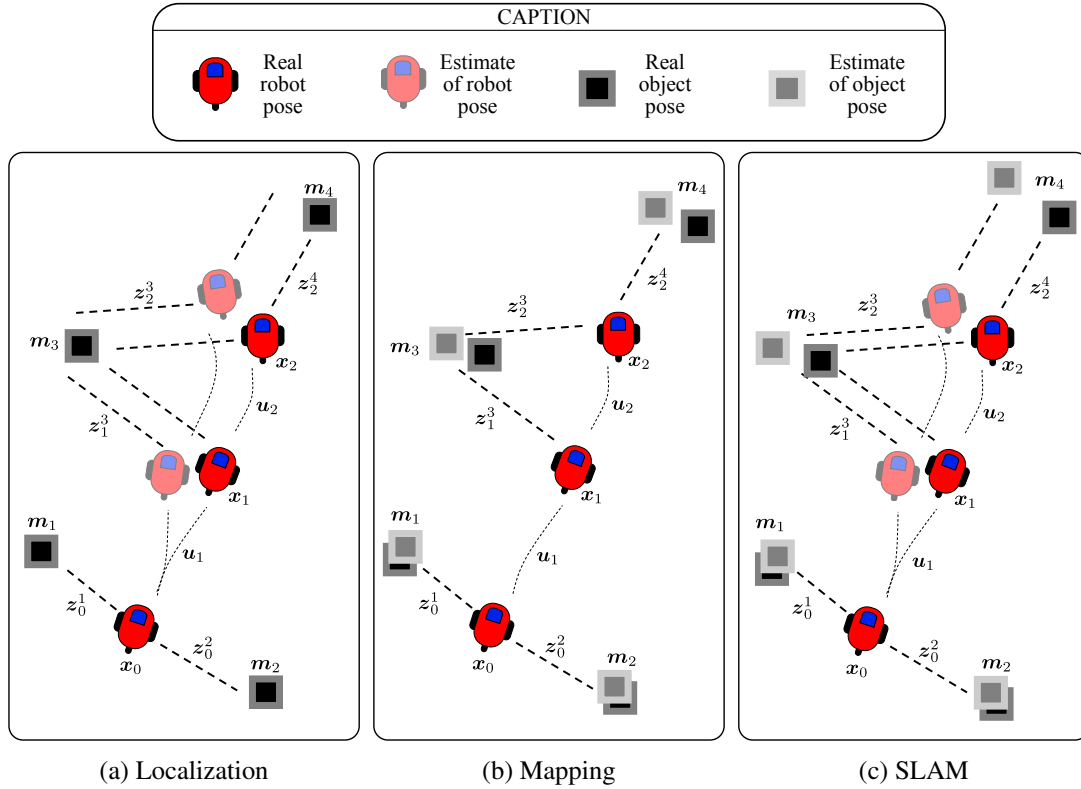 CAPTION
Real
robot
pose
Estimate
of robot
pose
Real
object
pose
Estimate
of object
pose
m₄
z₂³
z₂⁴
m₃
x₂
u₂
z₁³
x₁
m₁
u₁
z₀¹
z₀²
x₀
m₂
(a) Localization
m₄
z₂⁴
z₂³
m₃
x₂
u₂
z₁³
x₁
m₁
u₁
z₀¹
z₀²
x₀
m₂
(b) Mapping
m₄
z₂⁴
z₂³
m₃
x₂
u₂
z₁³
x₁
m₁
u₁
z₀¹
z₀²
x₀
m₂
(c) SLAM